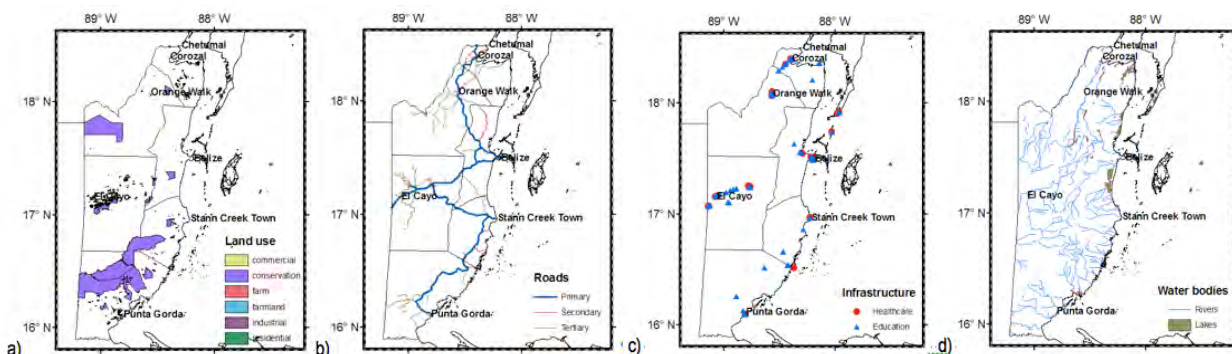 89° W 88° W
Chetumal
Corozal
18° N
Orange Walk
Belize
El Cayo
17° N
Stann Creek Town
Land use
commercial
conservation
farm
farmland
industrial
residential
16° N
Punta Gorda
a)
89° W 88° W
Chetumal
Corozal
18° N
Orange Walk
Belize
El Cayo
17° N
Stann Creek Town
Roads
Primary
Secondary
Tertiary
16° N
Punta Gorda
b)
89° W 88° W
Chetumal
Corozal
18° N
Orange Walk
Belize
El Cayo
17° N
Stann Creek Town
Infrastructure
Healthcare
Education
16° N
Punta Gorda
c)
89° W 88° W
Chetumal
Corozal
18° N
Orange Walk
Belize
El Cayo
17° N
Stann Creek Town
Water bodies
Rivers
Lakes
16° N
Punta Gorda
d)